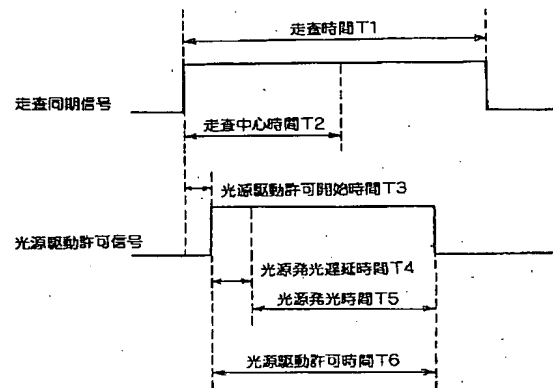 走査時間T1
走査同期信号
走査中心時間T2
光源駆動許可開始時間T3
光源駆動許可信号
光源発光遅延時間T4
光源発光時間T5
光源駆動許可時間T6